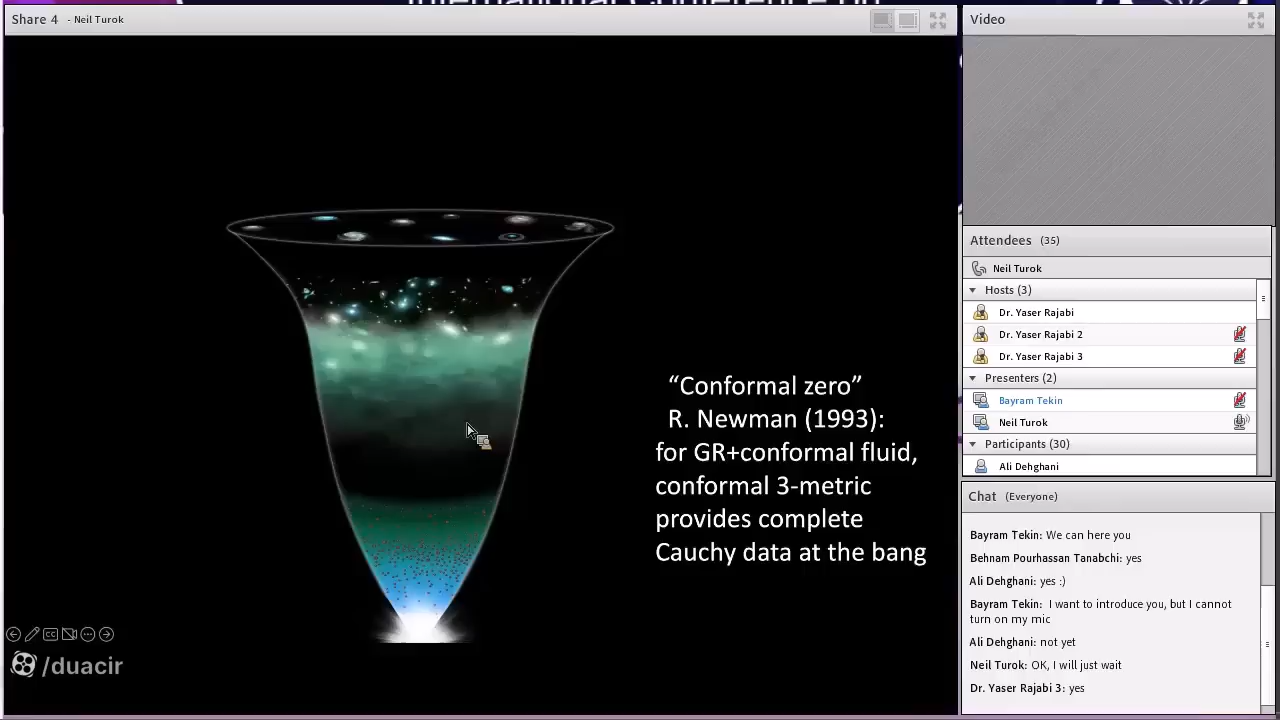 International Conference on
Share 4 - Neil Turok
“Conformal zero”
R. Newman (1993):
for GR+conformal fluid,
conformal 3-metric
provides complete
Cauchy data at the bang
CC
/duacir
Video
Attendees (35)
Neil Turok
Hosts (3)
Dr. Yaser Rajabi
Dr. Yaser Rajabi 2
Dr. Yaser Rajabi 3
Presenters (2)
Bayram Tekin
Neil Turok
Participants (30)
Ali Dehghani
Chat (Everyone)
Bayram Tekin: We can here you
Behnam Pourhassan Tanabchi: yes
Ali Dehghani: yes :)
Bayram Tekin: I want to introduce you, but I cannot
turn on my mic
Ali Dehghani: not yet
Neil Turok: OK, I will just wait
Dr. Yaser Rajabi 3: yes